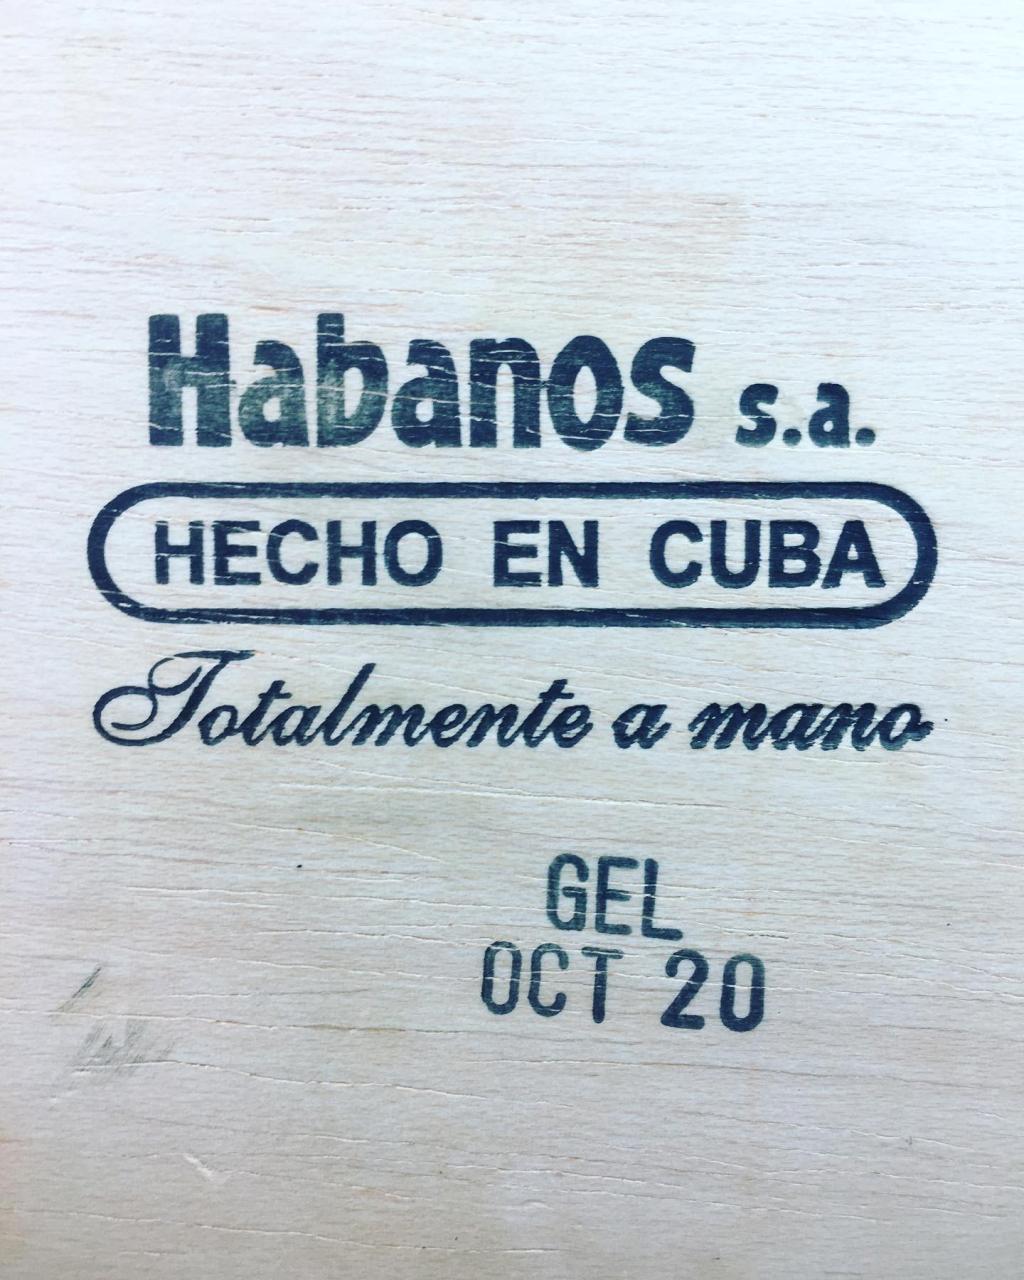 Habanos s.a.
HECHO EN CUBA
Totalmente a mano
GEL
OCT 20